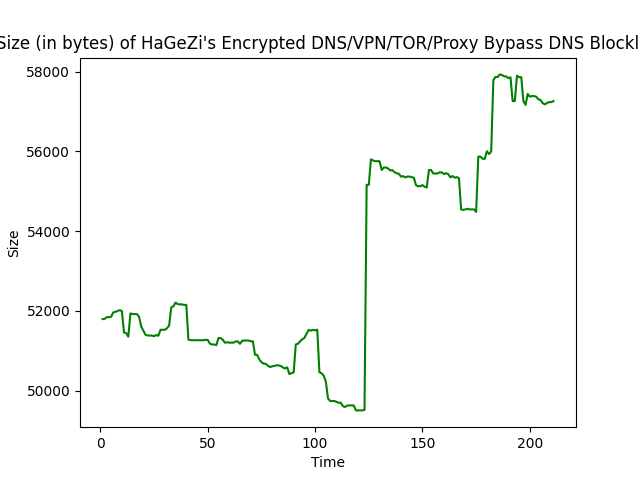 Size (in bytes) of HaGeZi's Encrypted DNS/VPN/TOR/Proxy Bypass DNS Blockl
58000
56000
54000
52000
50000
Size
0 50 100 150 200
Time